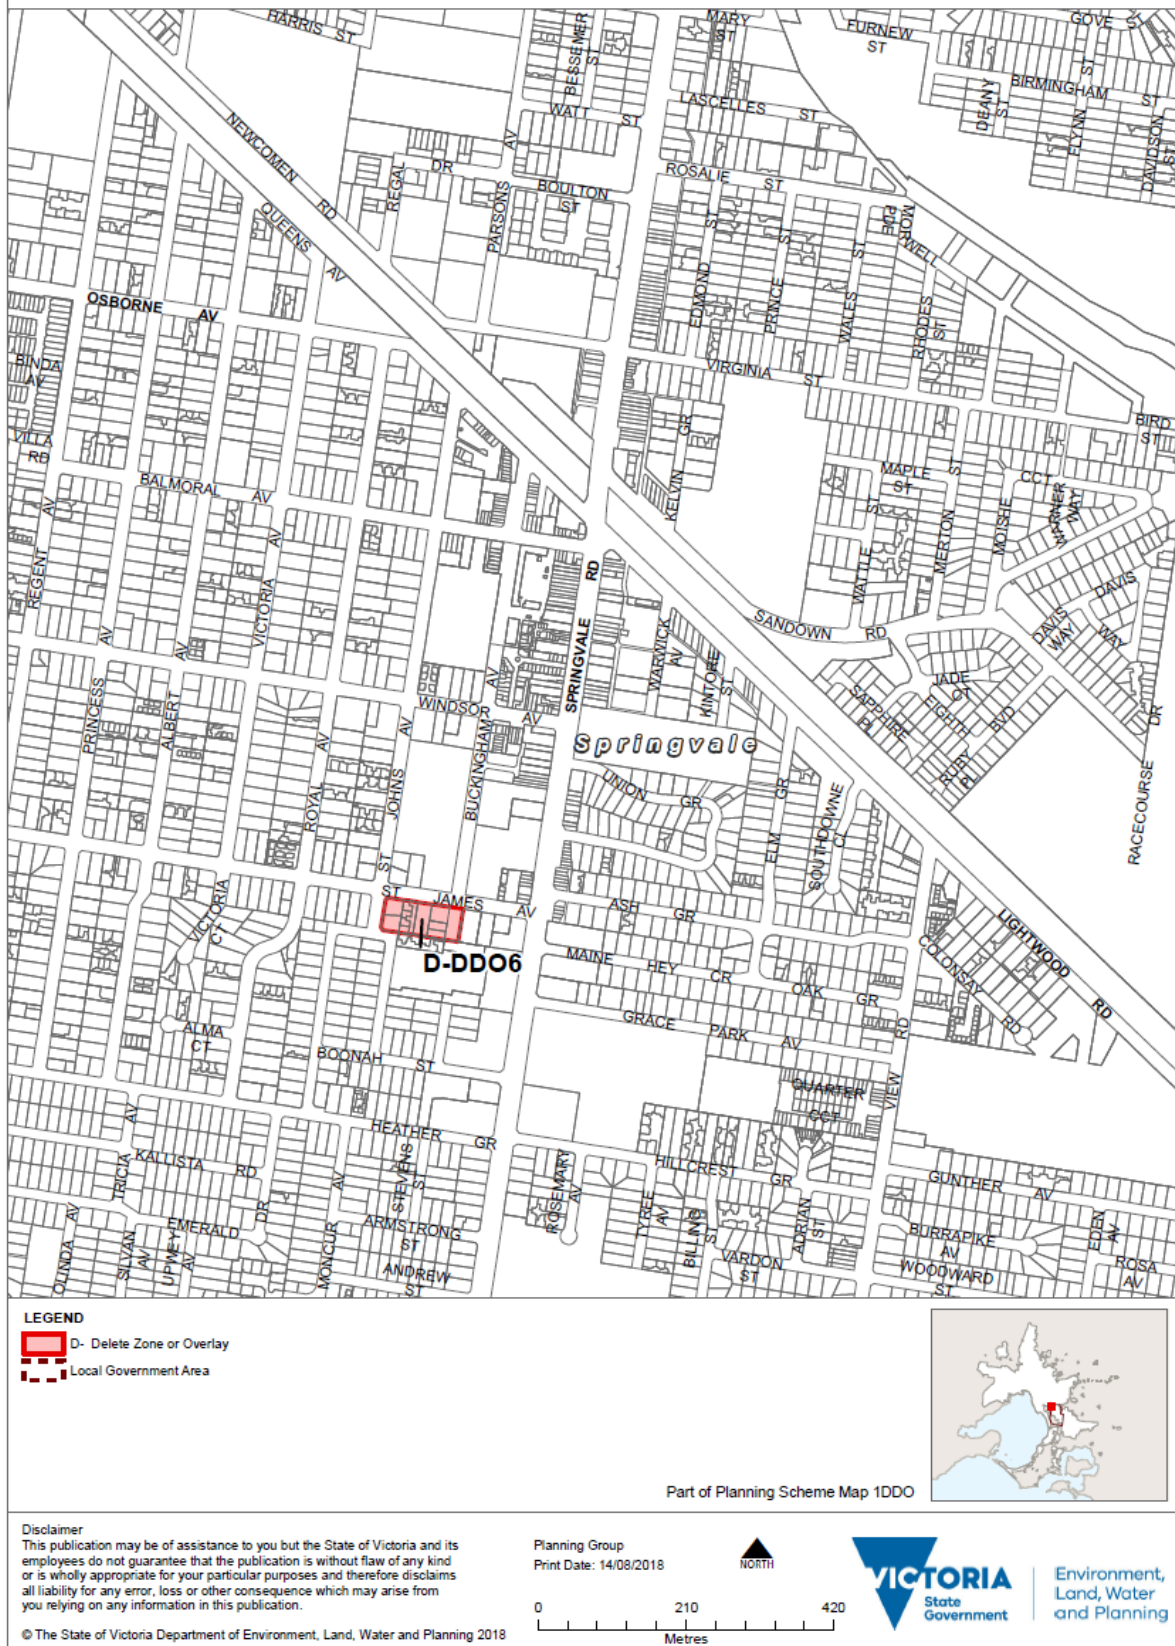 HARRIS ST
BESSEMER ST
MARY ST
FURNEW ST
GOVE ST
BIRMINGHAM ST
DEANY ST
FLYNN ST
DAVIDSON ST
WATT ST
LASCELLES ST
NEWCOMEN RD
REGAL DR
PARSONS AV
BOULTON ST
ROSALIE ST
QUEENS AV
MORWELL PDE
EDMOND ST
PRINCE ST
WALES ST
RHODES ST
OSBORNE AV
BINDA AV
VIRGINIA ST
BIRD ST
VILLA RD
BALMORAL AV
KELVIN GR
MAPLE ST
CCT
WARNER WAY
MOISHE
MERTON ST
WATTLE ST
REGENT AV
VICTORIA AV
SPRINGVALE RD
SANDOWN RD
DAVIS WAY
DAVIS WAY
WARWICK AV
KINTORE ST
PRINCESS AV
ALBERT AV
WINDSOR AV
JADE CT
SAPPHIRE PL
EIGHTH BVD
RUBY PL
RACECOURSE DR
Springvale
ROYAL AV
JOHNS AV
BUCKINGHAM AV
UNION GR
ELM GR
SOUTHDOWNE CL
ST JAMES AV
ST
VICTORIA CT
ASH GR
LIGHTWOOD RD
COLONSAY RD
D-DDO6
MAINE
HEY CR
OAK GR
ALMA CT
GRACE PARK AV
BOONAH ST
VIEW RD
QUARTER CCT
HEATHER GR
KALLISTA RD
TRICIA AV
STEVENS ST
ROSEMARY AV
HILLCREST GR
GUNTHER AV
OLINDA AV
SILVAN AV
UPWEY AV
EMERALD DR
MONCUR AV
ARMSTRONG ST
ANDREW ST
TYREE AV
BILLING ST
ADRIAN ST
VARDON ST
BURRAPIKE AV
WOODWARD ST
EDEN AV
ROSA AV
LEGEND
D- Delete Zone or Overlay
Local Government Area
Part of Planning Scheme Map 1DDO
Disclaimer
This publication may be of assistance to you but the State of Victoria and its
employees do not guarantee that the publication is without flaw of any kind
or is wholly appropriate for your particular purposes and therefore disclaims
all liability for any error, loss or other consequence which may arise from
you relying on any information in this publication.
© The State of Victoria Department of Environment, Land, Water and Planning 2018
Planning Group
Print Date: 14/08/2018
NORTH
0 210 420
Metres
VICTORIA
State
Government
Environment,
Land, Water
and Planning